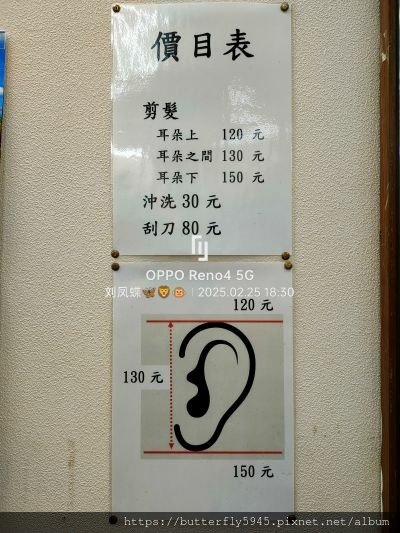 價目表
剪髮
耳朵上 120 元
耳朵之間 130 元
耳朵下 150 元
沖洗 30 元
刮刀 80 元
OPPO Reno4 5G
刘凤蝶🦋🦁🐵 | 2025.02.25 18:30
120 元
130 元
150 元
https://butterfly5945.pixnet.net/album